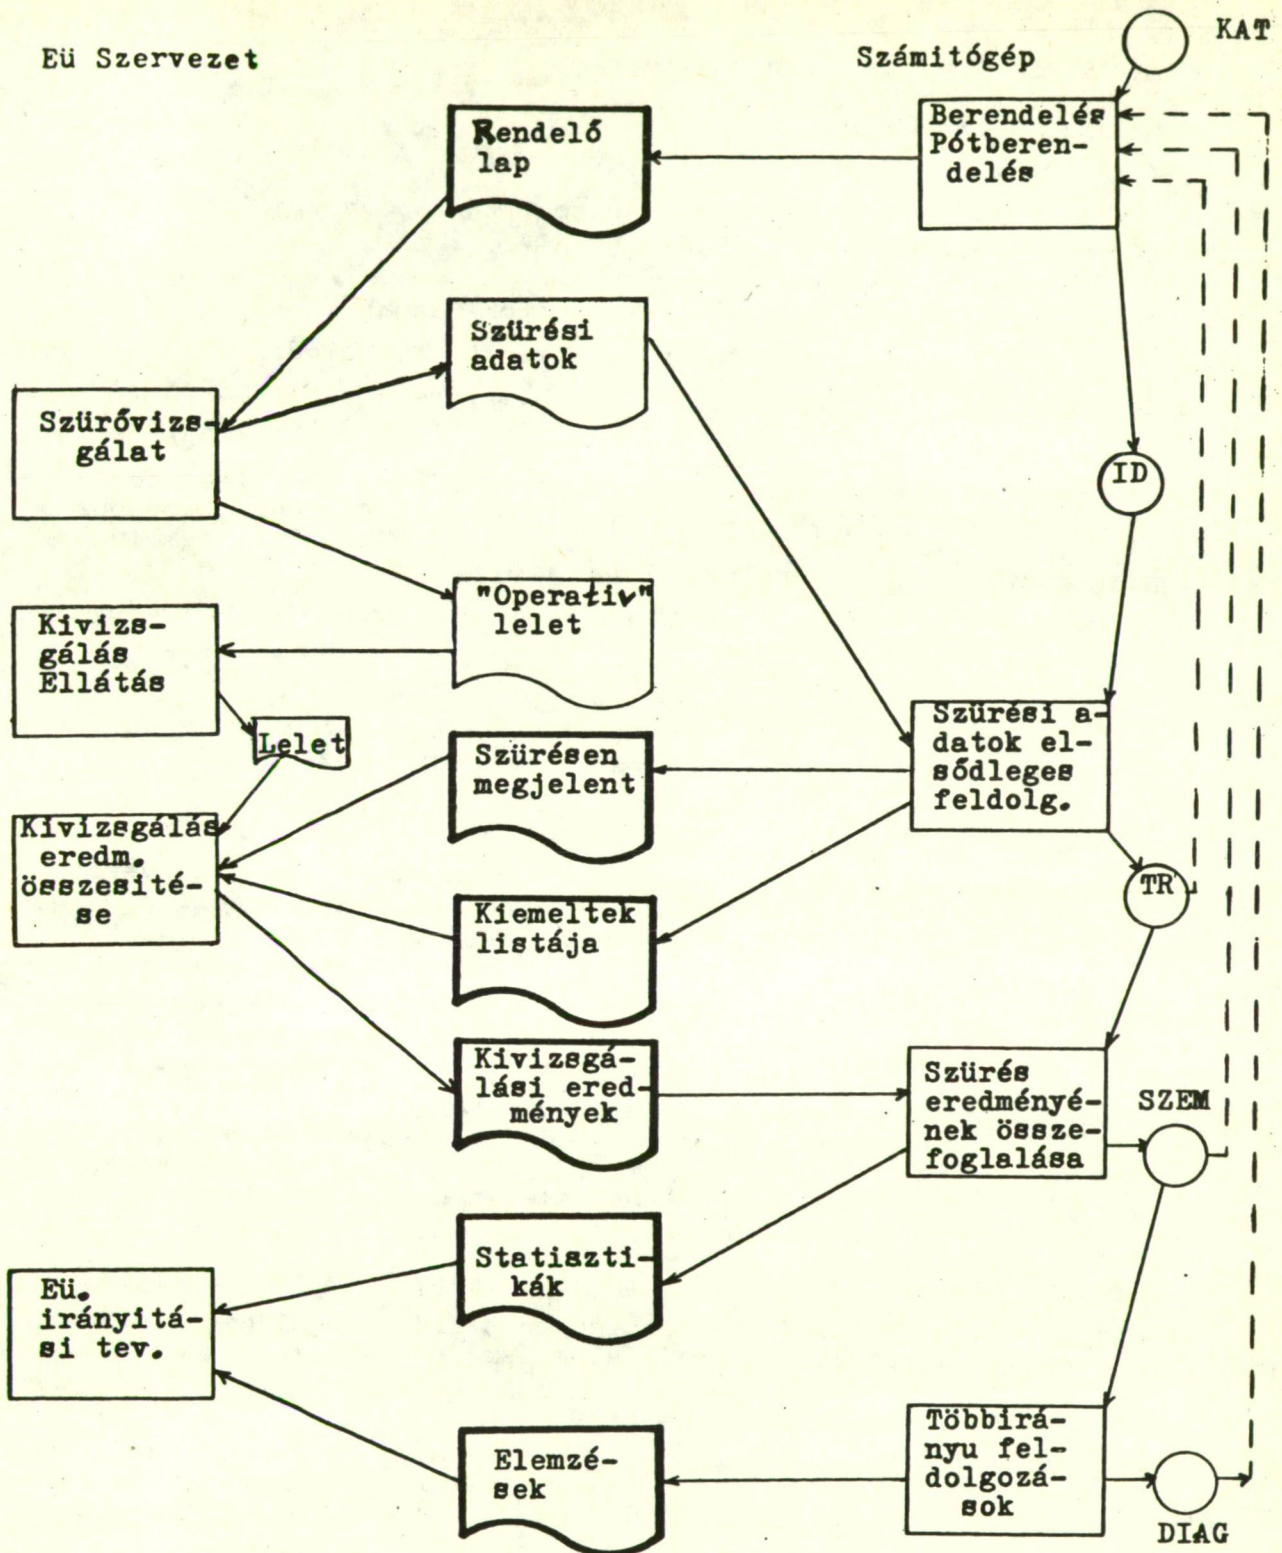 KAT
Eü Szervezet
Számitógép
Rendelő
lap
Berendelés
Pótberen-
delés
Szürési
adatok
Szürővizs-
gálat
ID
"Operativ"
lelet
Kivizs-
gálás
Ellátás
Lelet
Szürésen
megjelent
Szürési a-
datok el-
sődleges
feldolg.
Kivizsgálás
eredm.
összesité-
se
TR
Kiemeltek
listája
Kivizsgá-
lási ered-
mények
Szürés
eredményé-
nek össze-
foglalása
SZEM
Statiszti-
kák
Eü.
irányitá-
si tev.
Elemzé-
sek
Többirá-
nyu fel-
dolgozá-
sok
DIAG